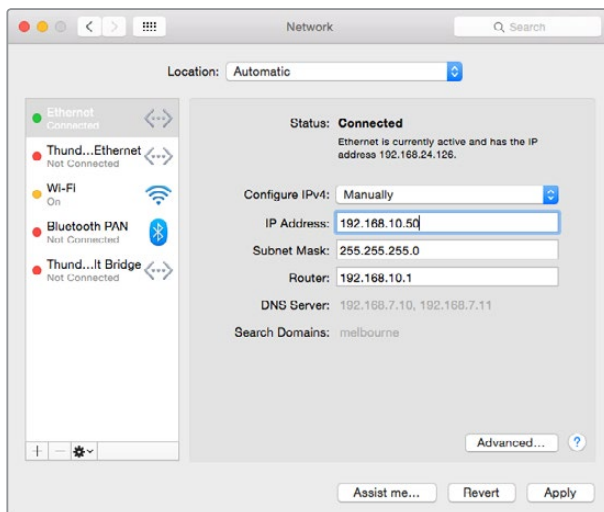 Network
Search
Location: Automatic
Ethernet
Connected
Thund...Ethernet
Not Connected
Wi-Fi
On
Bluetooth PAN
Not Connected
Thund...lt Bridge
Not Connected
Status: Connected
Ethernet is currently active and has the IP
address 192.168.24.126.
Configure IPv4: Manually
IP Address: 192.168.10.50
Subnet Mask: 255.255.255.0
Router: 192.168.10.1
DNS Server: 192.168.7.10, 192.168.7.11
Search Domains: melbourne
Advanced... ?
Assist me... Revert Apply